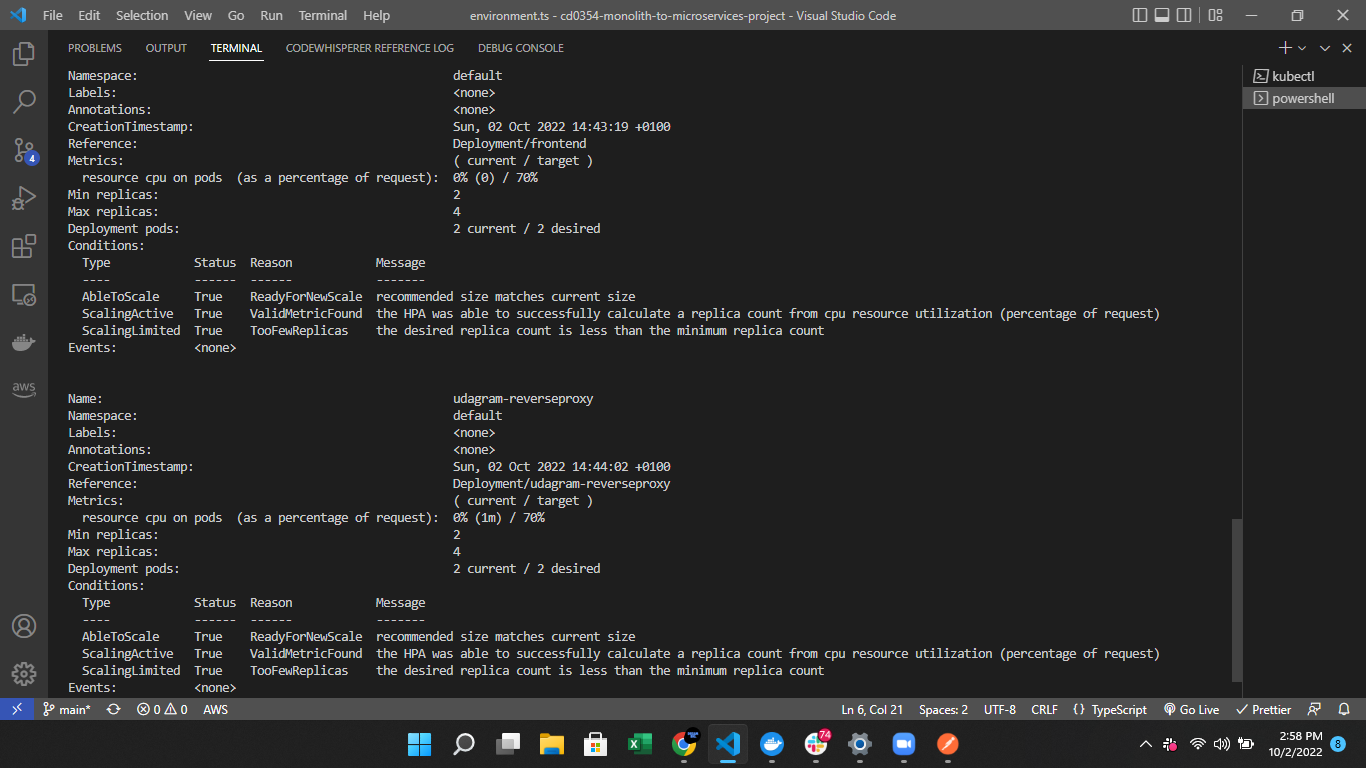 File Edit Selection View Go Run Terminal Help environment.ts - cd0354-monolith-to-microservices-project - Visual Studio Code
PROBLEMS OUTPUT TERMINAL CODEWHISPERER REFERENCE LOG DEBUG CONSOLE
kubectl
powershell
Namespace: default
Labels: <none>
Annotations: <none>
CreationTimestamp: Sun, 02 Oct 2022 14:43:19 +0100
Reference: Deployment/frontend
Metrics: ( current / target )
resource cpu on pods (as a percentage of request): 0% (0) / 70%
Min replicas: 2
Max replicas: 4
Deployment pods: 2 current / 2 desired
Conditions:
Type Status Reason Message
---- ------ ------ -------
AbleToScale True ReadyForNewScale recommended size matches current size
ScalingActive True ValidMetricFound the HPA was able to successfully calculate a replica count from cpu resource utilization (percentage of request)
ScalingLimited True TooFewReplicas the desired replica count is less than the minimum replica count
Events: <none>
Name: udagram-reverseproxy
Namespace: default
Labels: <none>
Annotations: <none>
CreationTimestamp: Sun, 02 Oct 2022 14:44:02 +0100
Reference: Deployment/udagram-reverseproxy
Metrics: ( current / target )
resource cpu on pods (as a percentage of request): 0% (1m) / 70%
Min replicas: 2
Max replicas: 4
Deployment pods: 2 current / 2 desired
Conditions:
Type Status Reason Message
---- ------ ------ -------
AbleToScale True ReadyForNewScale recommended size matches current size
ScalingActive True ValidMetricFound the HPA was able to successfully calculate a replica count from cpu resource utilization (percentage of request)
ScalingLimited True TooFewReplicas the desired replica count is less than the minimum replica count
Events: <none>
4
aws
main* 0 0 AWS Ln 6, Col 21 Spaces: 2 UTF-8 CRLF {} TypeScript Go Live Prettier
74
2:58 PM
10/2/2022
8